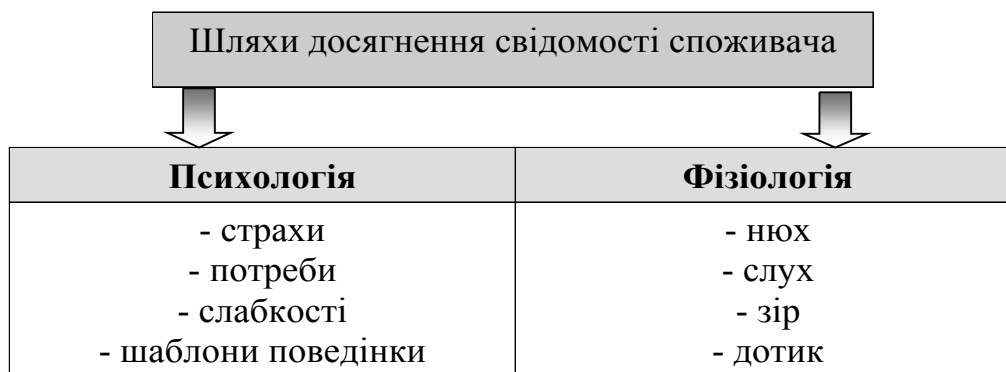 Шляхи досягнення свідомості споживача
Психологія
Фізіологія
- страхи
- потреби
- слабкості
- шаблони поведінки
- нюх
- слух
- зір
- дотик